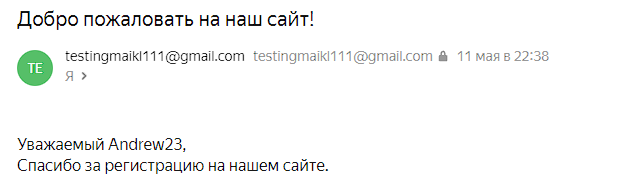 Добро пожаловать на наш сайт!
testingmaikl111@gmail.com testingmaikl111@gmail.com 11 мая в 22:38
TE
Я
Уважаемый Andrew23,
Спасибо за регистрацию на нашем сайте.